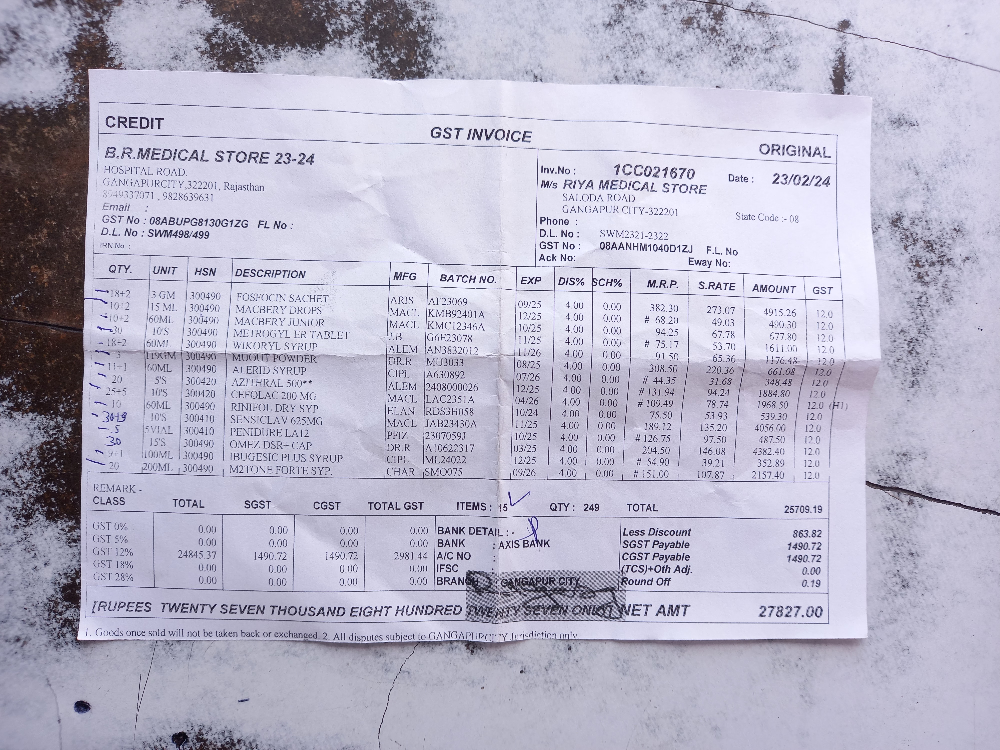 CREDIT
GST INVOICE
ORIGINAL
B.R.MEDICAL STORE 23-24
HOSPITAL ROAD.
GANGAPURCITY,322201, Rajasthan
8949337071 , 9828639631
Email :
GST No : 08ABUPG8130G1ZG FL No :
D.L. No : SWM498/499
IRN No :
Inv.No : 1CC021670 Date : 23/02/24
M/s RIYA MEDICAL STORE
SALODA ROAD
GANGAPUR CITY-322201
State Code :- 08
Phone :
D.L. No : SWM2321-2322
GST No : 08AANHM1040D1ZJ F.L. No
Ack No: Eway No:
QTY. UNIT HSN DESCRIPTION MFG BATCH NO. EXP DIS% SCH% M.R.P. S.RATE AMOUNT GST
18+2 3 GM 300490 FOSFOCIN SACHET ARIS 09/25 4.00 0.00 382.30 273.07 4915.26 12.0
10+2 15 ML 300490 MACBERY DROPS MACL KMB92401A 12/25 4.00 0.00 # 68.20 49.03 490.30 12.0
10+2 60ML 300490 MACBERY JUNIOR MACL KMC12346A 10/25 4.00 0.00 94.25 67.78 677.80 12.0
30 10'S 300490 METROGYL ER TABLET J.B G6E23078 11/25 4.00 0.00 # 75.17 53.70 1611.00 12.0
18+2 60ML 300490 WIKORYL SYRUP ALEM AN3832012 11/26 4.00 0.00 91.50 65.36 1176.48 12.0
3 300490 MUOUT POWDER DR.R MU3033 08/25 4.00 0.00 308.50 220.36 661.08 12.0
11+1 60ML 300490 ALERID SYRUP CIPL A630892 07/26 4.00 0.00 # 44.35 31.68 348.48 12.0
20 5'S 300420 AZITHRAL 500** ALEM 2408000026 12/25 4.00 0.00 # 131.94 94.24 1884.80 12.0
25+5 10'S 300420 CEFOLAC 200 MG MACL LAC2351A 04/26 4.00 0.00 # 109.49 78.74 1968.50 12.0 (H1)
10 60ML 300490 RINIFOL DRY SYP ELAN RDS3H058 10/24 4.00 0.00 75.50 53.93 539.30 12.0
10'S 300410 SENSICLAV 625MG MACL JAB23430A 11/25 4.00 0.00 189.12 135.20 4056.00 12.0
5 5VIAL 300410 PENIDURE LA12 PFIZ 2307059J 10/25 4.00 0.00 # 126.75 97.50 487.50 12.0
30 15'S 300490 OMEZ DSR+ CAP DR.R A10622317 03/25 4.00 0.00 204.50 146.08 4382.40 12.0
9+1 100ML 300490 IBUGESIC PLUS SYRUP CIPL ML24022 12/25 4.00 0.00 # 54.90 39.21 352.89 12.0
20 200ML 300490 M2TONE FORTE SYP. CHAR SMO075 09/26 4.00 0.00 # 151.00 107.87 2157.40 12.0
REMARK -
CLASS TOTAL SGST CGST TOTAL GST ITEMS : 15 QTY : 249 TOTAL 25709.19
GST 0% 0.00 0.00 0.00 0.00 BANK DETAIL : - Less Discount 863.82
GST 5% 0.00 0.00 0.00 0.00 BANK : AXIS BANK SGST Payable 1490.72
GST 12% 24845.37 1490.72 1490.72 2981.44 A/C NO CGST Payable 1490.72
GST 18% 0.00 0.00 0.00 0.00 IFSC (TCS)+Oth Adj. 0.00
GST 28% 0.00 0.00 0.00 0.00 BRANCH : GANGAPUR CITY Round Off 0.19
[RUPEES TWENTY SEVEN THOUSAND EIGHT HUNDRED TWENTY SEVEN ONLY] NET AMT 27827.00
1. Goods once sold will not be taken back or exchanged 2. All disputes subject to GANGAPURCITY Jurisdiction only